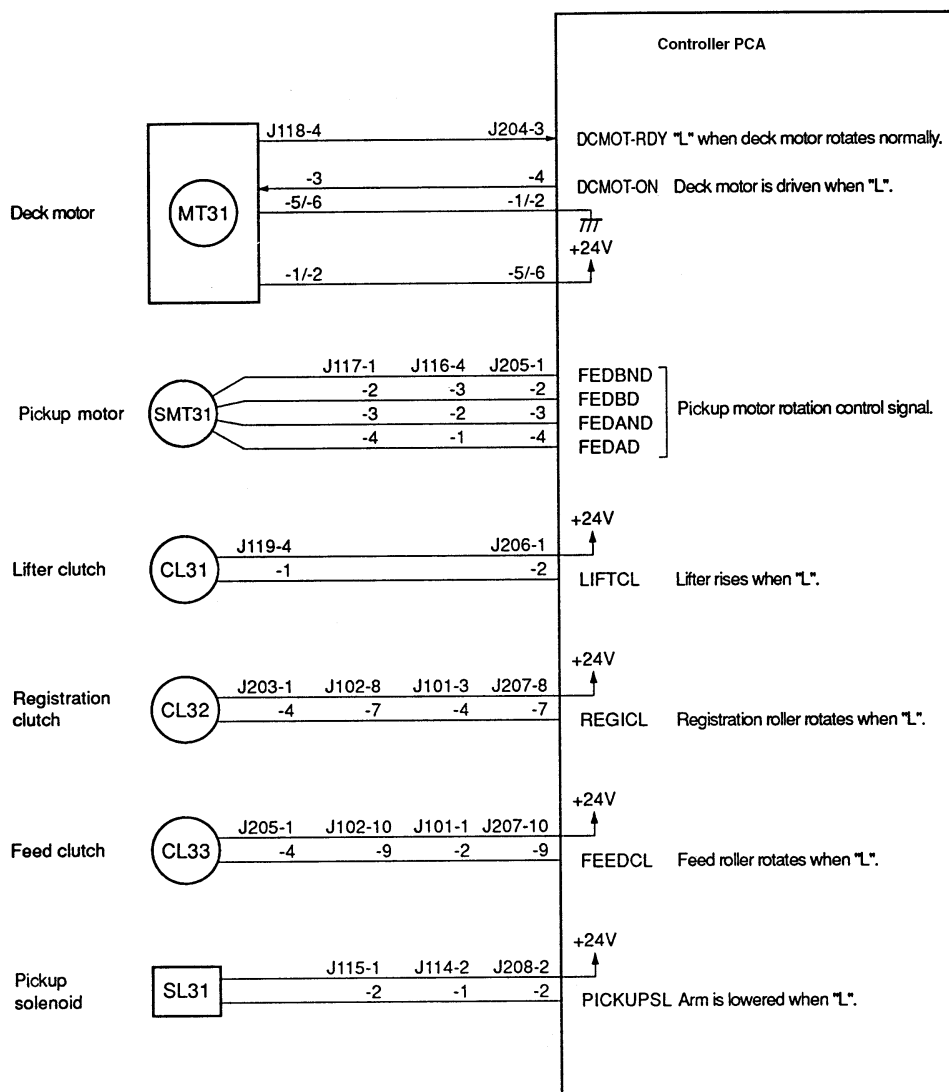 Controller PCA
J118-4 J204-3 DCMOT-RDY "L" when deck motor rotates normally.
-3 -4 DCMOT-ON Deck motor is driven when "L".
Deck motor MT31 -5/-6 -1/-2
+24V
-1/-2 -5/-6
J117-1 J116-4 J205-1 FEDBND
-2 -3 -2 FEDBD
Pickup motor SMT31 -3 -2 -3 FEDAND Pickup motor rotation control signal.
-4 -1 -4 FEDAD
+24V
J119-4 J206-1
Lifter clutch CL31 -1 -2 LIFTCL Lifter rises when "L".
+24V
J203-1 J102-8 J101-3 J207-8
Registration
clutch CL32 -4 -7 -4 -7 REGICL Registration roller rotates when "L".
+24V
J205-1 J102-10 J101-1 J207-10
Feed clutch CL33 -4 -9 -2 -9 FEEDCL Feed roller rotates when "L".
+24V
J115-1 J114-2 J208-2
Pickup
solenoid SL31 -2 -1 -2 PICKUPSL Arm is lowered when "L".